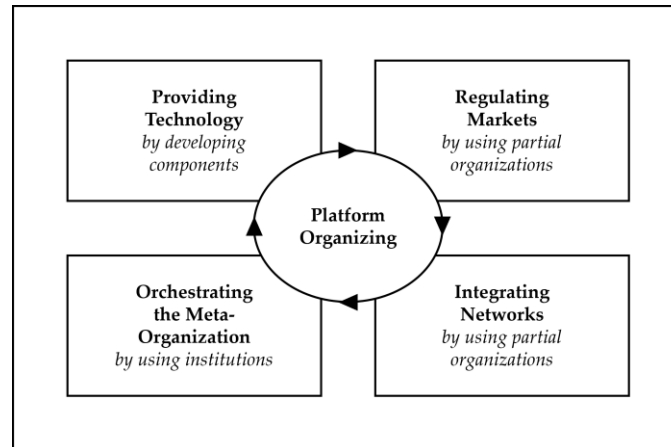 Providing
Technology
by developing
components
Regulating
Markets
by using partial
organizations
Platform
Organizing
Orchestrating
the Meta-
Organization
by using institutions
Integrating
Networks
by using partial
organizations